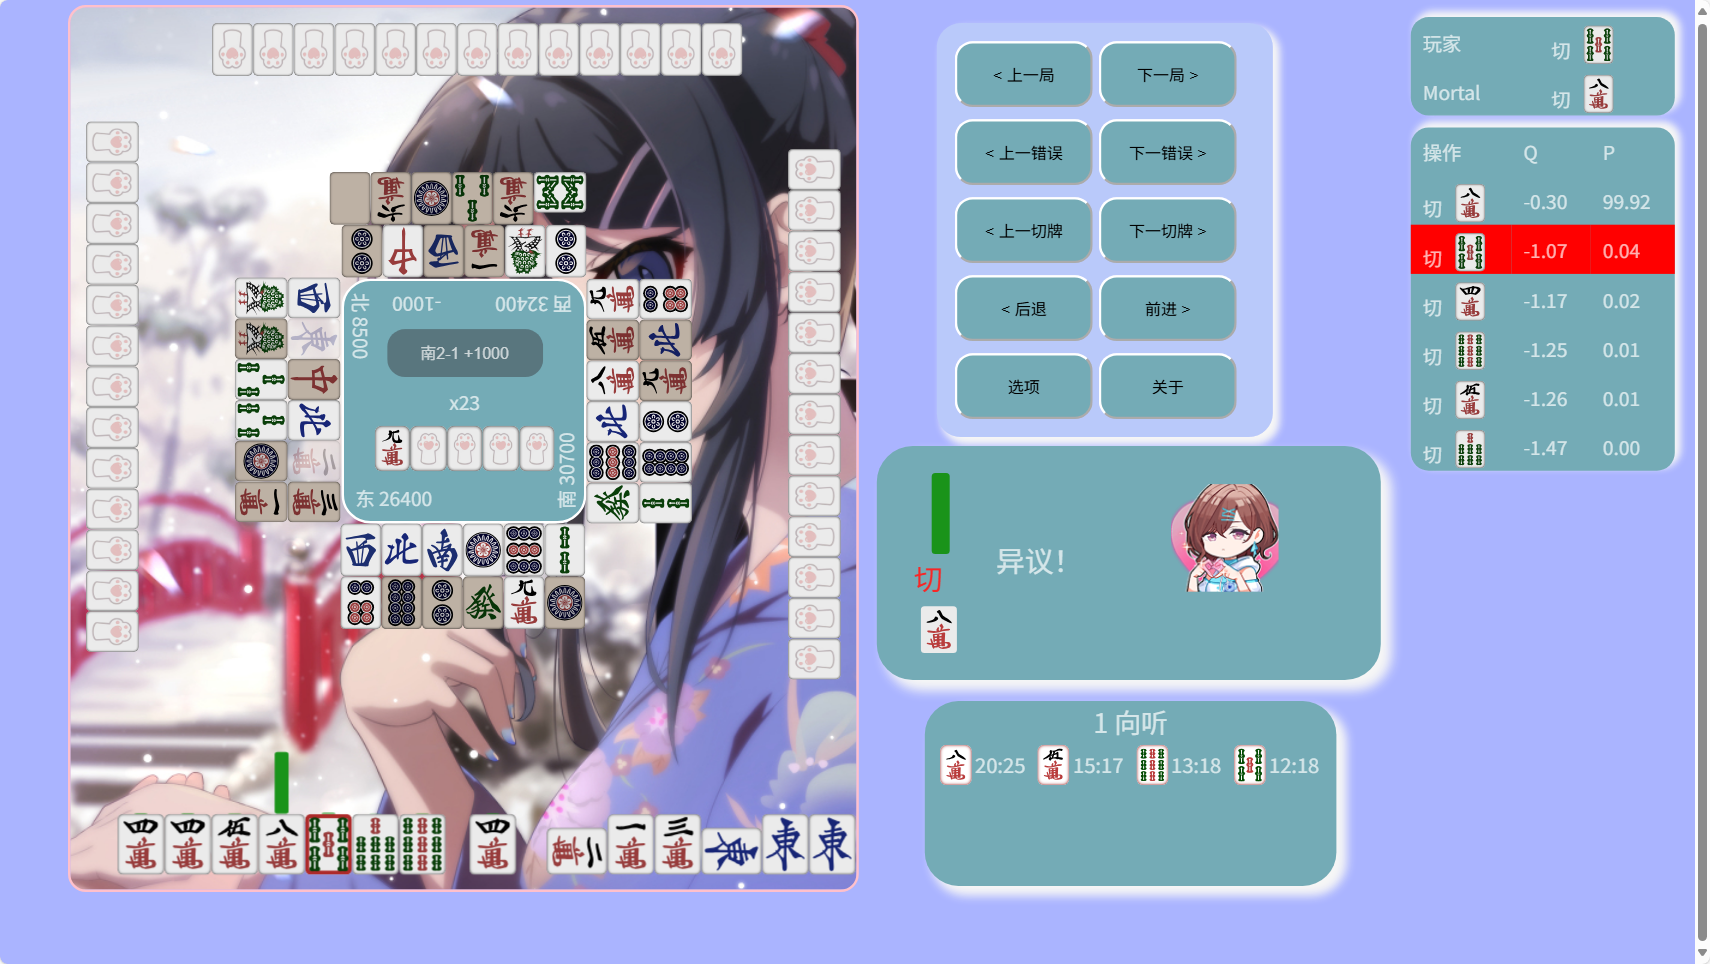 北 8500
-1000
西 32400
南2-1 +1000
x23
东 26400
南 30700
< 上一局
下一局 >
< 上一错误
下一错误 >
< 上一切牌
下一切牌 >
< 后退
前进 >
选项
关于
异议!
切
1 向听
20:25
15:17
13:18
12:18
玩家 切
Mortal 切
操作 Q P
切 -0.30 99.92
切 -1.07 0.04
切 -1.17 0.02
切 -1.25 0.01
切 -1.26 0.01
切 -1.47 0.00